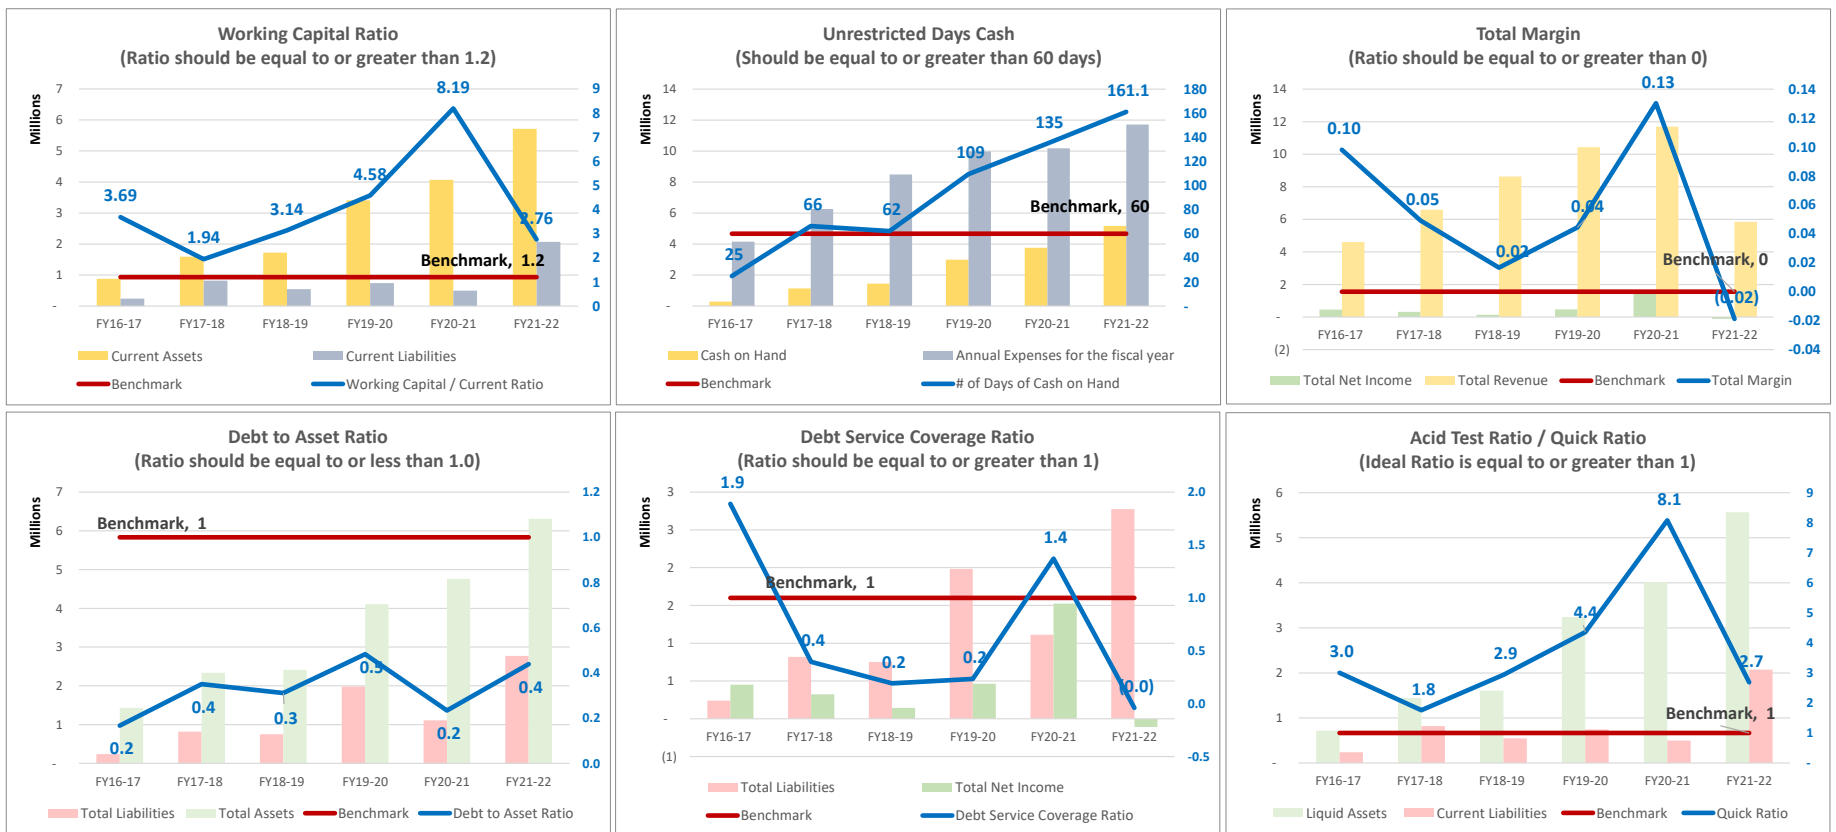 Working Capital Ratio
(Ratio should be equal to or greater than 1.2)
Millions
7
6
5
4
3
2
1
-
9
8
7
6
5
4
3
2
1
0
3.69
1.94
3.14
4.58
8.19
2.76
Benchmark, 1.2
FY16-17
FY17-18
FY18-19
FY19-20
FY20-21
FY21-22
Current Assets
Current Liabilities
Benchmark
Working Capital / Current Ratio
Unrestricted Days Cash
(Should be equal to or greater than 60 days)
Millions
14
12
10
8
6
4
2
-
180
160
140
120
100
80
60
40
20
-
25
66
62
109
135
161.1
Benchmark, 60
FY16-17
FY17-18
FY18-19
FY19-20
FY20-21
FY21-22
Cash on Hand
Annual Expenses for the fiscal year
Benchmark
# of Days of Cash on Hand
Total Margin
(Ratio should be equal to or greater than 0)
Millions
14
12
10
8
6
4
2
-
(2)
0.14
0.12
0.10
0.08
0.06
0.04
0.02
0.00
-0.02
-0.04
0.10
0.05
0.02
0.04
0.13
(0.02)
Benchmark, 0
FY16-17
FY17-18
FY18-19
FY19-20
FY20-21
FY21-22
Total Net Income
Total Revenue
Benchmark
Total Margin
Debt to Asset Ratio
(Ratio should be equal to or less than 1.0)
Millions
7
6
5
4
3
2
1
-
1.2
1.0
0.8
0.6
0.4
0.2
0.0
Benchmark, 1
0.2
0.4
0.3
0.5
0.2
0.4
FY16-17
FY17-18
FY18-19
FY19-20
FY20-21
FY21-22
Total Liabilities
Total Assets
Benchmark
Debt to Asset Ratio
Debt Service Coverage Ratio
(Ratio should be equal to or greater than 1)
Millions
3
3
2
2
1
1
-
(1)
2.0
1.5
1.0
0.5
0.0
-0.5
1.9
0.4
0.2
0.2
1.4
(0.0)
Benchmark, 1
FY16-17
FY17-18
FY18-19
FY19-20
FY20-21
FY21-22
Total Liabilities
Total Net Income
Benchmark
Debt Service Coverage Ratio
Acid Test Ratio / Quick Ratio
(Ideal Ratio is equal to or greater than 1)
Millions
6
5
4
3
2
1
-
9
8
7
6
5
4
3
2
1
-
3.0
1.8
2.9
4.4
8.1
2.7
Benchmark, 1
FY16-17
FY17-18
FY18-19
FY19-20
FY20-21
FY21-22
Liquid Assets
Current Liabilities
Benchmark
Quick Ratio